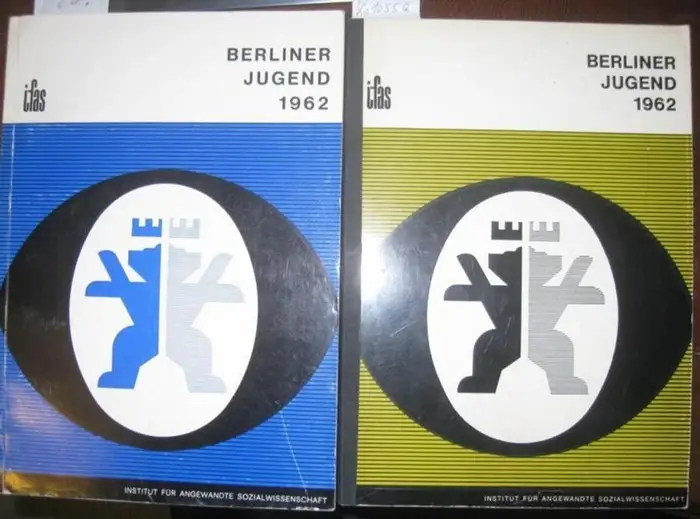 BERLINER
JUGEND
1962
ifas
INSTITUT FÜR ANGEWANDTE SOZIALWISSENSCHAFT
BERLINER
JUGEND
1962
ifas
INSTITUT FÜR ANGEWANDTE SOZIALWISSENSCHAFT